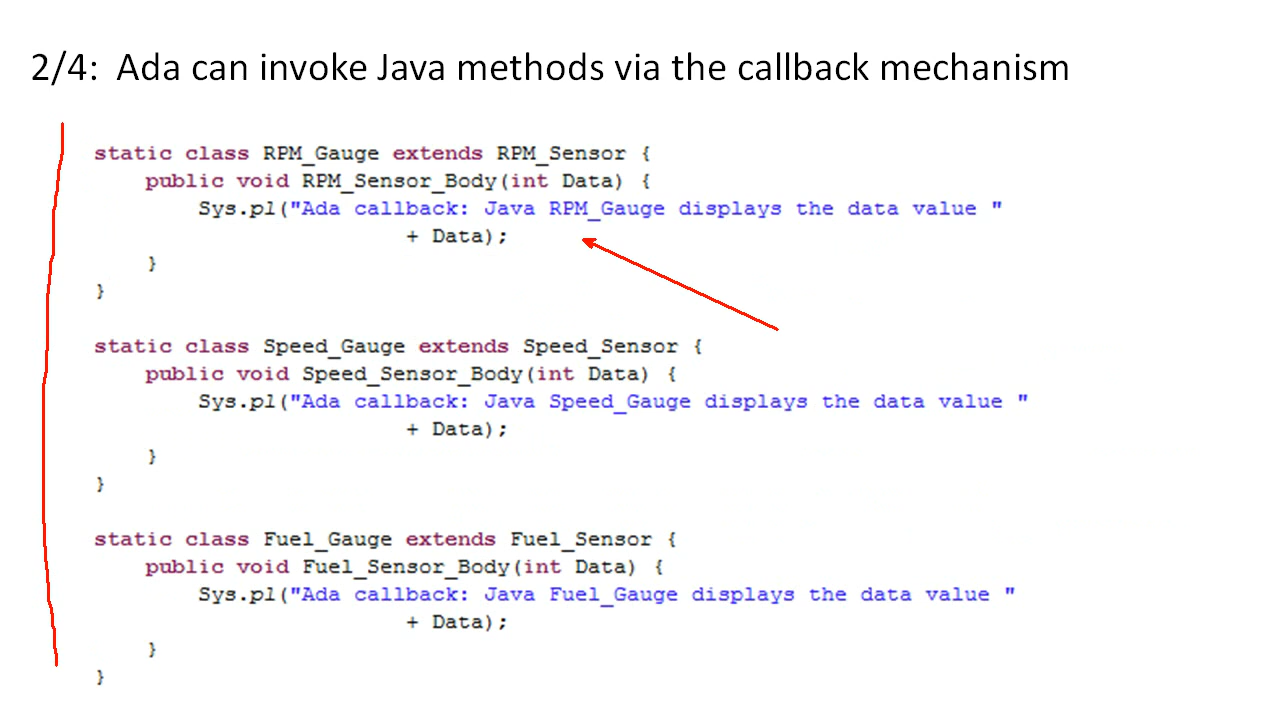 2/4: Ada can invoke Java methods via the callback mechanism
static class RPM_Gauge extends RPM_Sensor {
public void RPM_Sensor_Body(int Data) {
Sys.pl("Ada callback: Java RPM_Gauge displays the data value "
+ Data);
}
}
static class Speed_Gauge extends Speed_Sensor {
public void Speed_Sensor_Body(int Data) {
Sys.pl("Ada callback: Java Speed_Gauge displays the data value "
+ Data);
}
}
static class Fuel_Gauge extends Fuel_Sensor {
public void Fuel_Sensor_Body(int Data) {
Sys.pl("Ada callback: Java Fuel_Gauge displays the data value "
+ Data);
}
}